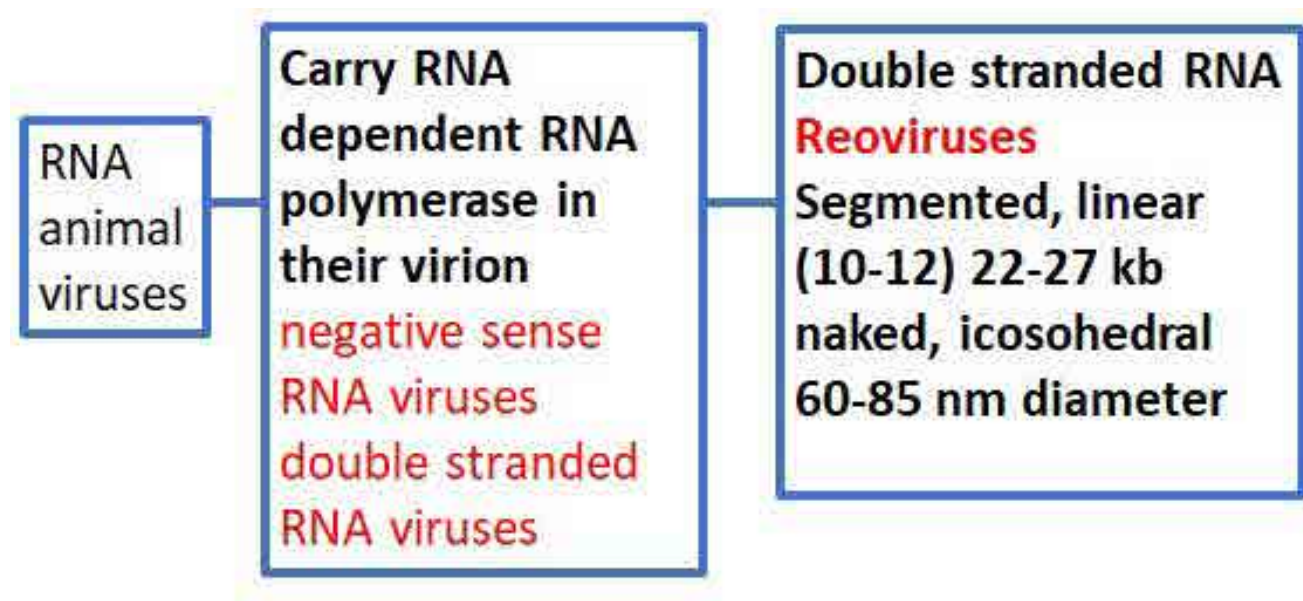 RNA
animal
viruses
Carry RNA
dependent RNA
polymerase in
their virion
negative sense
RNA viruses
double stranded
RNA viruses
Double stranded RNA
Reoviruses
Segmented, linear
(10-12) 22-27 kb
naked, icosohedral
60-85 nm diameter